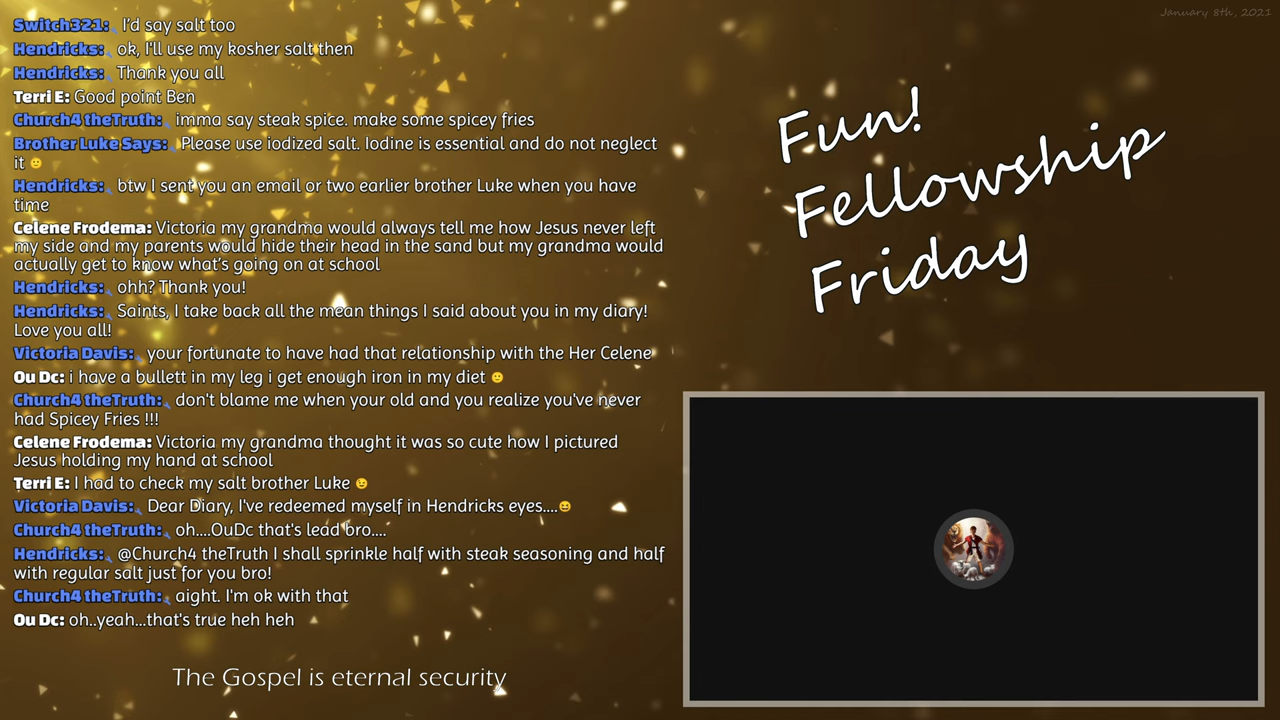 Switch321: I'd say salt too
Hendricks: ok, I'll use my kosher salt then
Hendricks: Thank you all
Terri E: Good point Ben
Church4 theTruth: imma say steak spice. make some spicey fries
Brother Luke Says: Please use iodized salt. Iodine is essential and do not neglect
it 🙂
Hendricks: btw I sent you an email or two earlier brother Luke when you have
time
Celene Frodema: Victoria my grandma would always tell me how Jesus never left
my side and my parents would hide their head in the sand but my grandma would
actually get to know what's going on at school
Hendricks: ohh? Thank you!
Hendricks: Saints, I take back all the mean things I said about you in my diary!
Love you all!
Victoria Davis: your fortunate to have had that relationship with the Her Celene
Ou Dc: i have a bullett in my leg i get enough iron in my diet 🙂
Church4 theTruth: don't blame me when your old and you realize you've never
had Spicey Fries !!!
Celene Frodema: Victoria my grandma thought it was so cute how I pictured
Jesus holding my hand at school
Terri E: I had to check my salt brother Luke 😉
Victoria Davis: Dear Diary, I've redeemed myself in Hendricks eyes....😄
Church4 theTruth: oh....OuDc that's lead bro....
Hendricks: @Church4 theTruth I shall sprinkle half with steak seasoning and half
with regular salt just for you bro!
Church4 theTruth: aight. I'm ok with that
Ou Dc: oh..yeah...that's true heh heh
The Gospel is eternal security
January 8th, 2021
Fun!
Fellowship
Friday